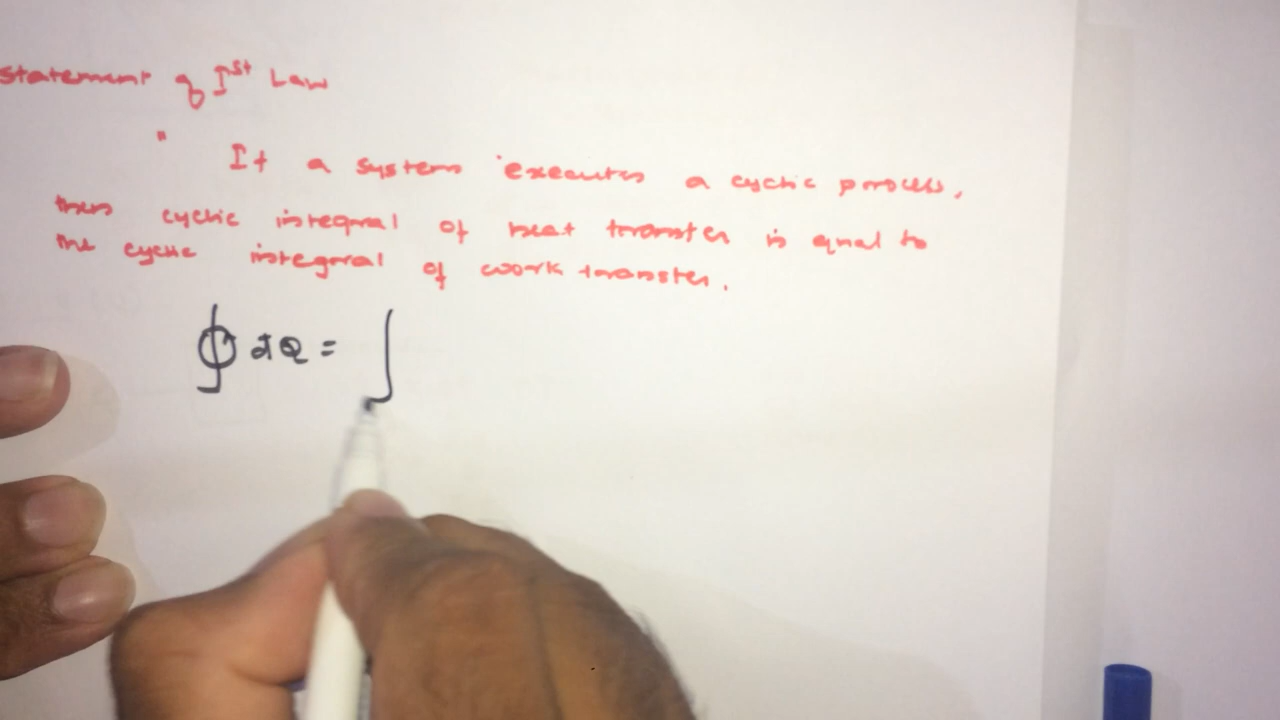 statement of Ist Law
" If a system executes a cyclic process,
then cyclic integral of heat transfer is equal to
the cyclic integral of work transfer.
∮ dQ = ∫